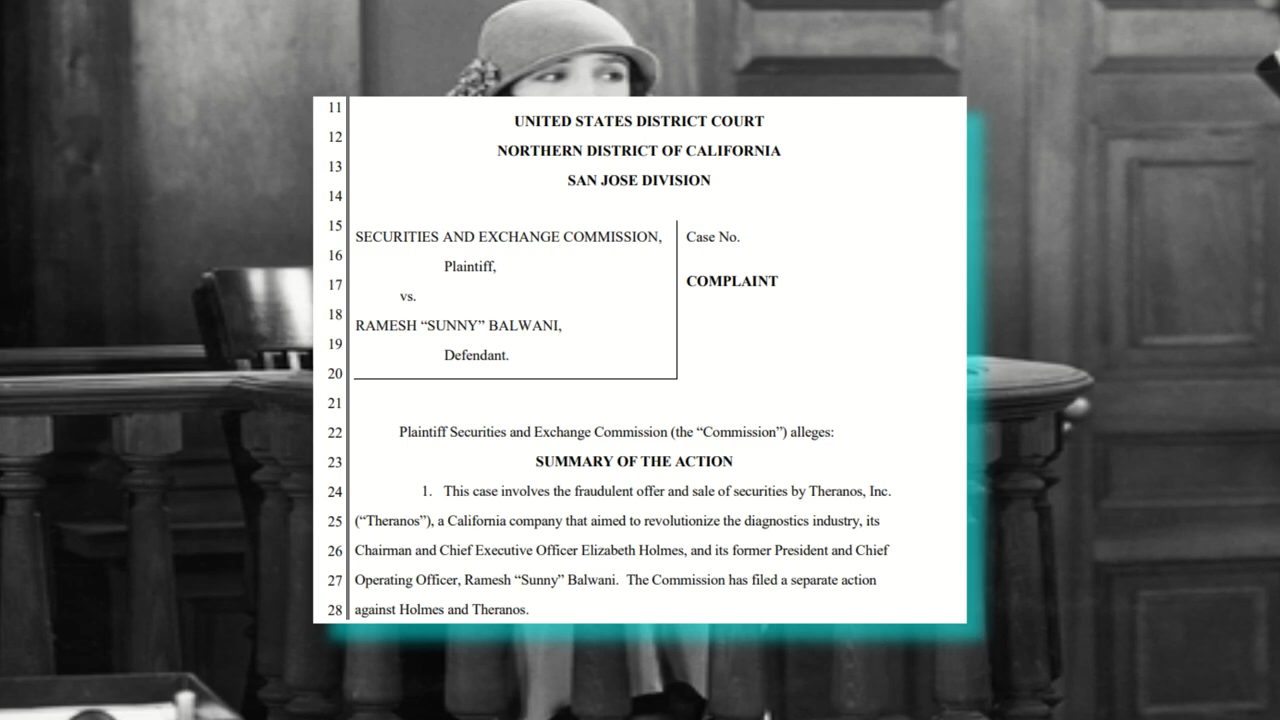 11
UNITED STATES DISTRICT COURT
12
NORTHERN DISTRICT OF CALIFORNIA
13
SAN JOSE DIVISION
14
15
SECURITIES AND EXCHANGE COMMISSION, Case No.
16
Plaintiff,
17 COMPLAINT
vs.
18
RAMESH “SUNNY” BALWANI,
19
Defendant.
20
21
22 Plaintiff Securities and Exchange Commission (the “Commission”) alleges:
23 SUMMARY OF THE ACTION
24 1. This case involves the fraudulent offer and sale of securities by Theranos, Inc.
25 (“Theranos”), a California company that aimed to revolutionize the diagnostics industry, its
26 Chairman and Chief Executive Officer Elizabeth Holmes, and its former President and Chief
27 Operating Officer, Ramesh “Sunny” Balwani. The Commission has filed a separate action
28 against Holmes and Theranos.